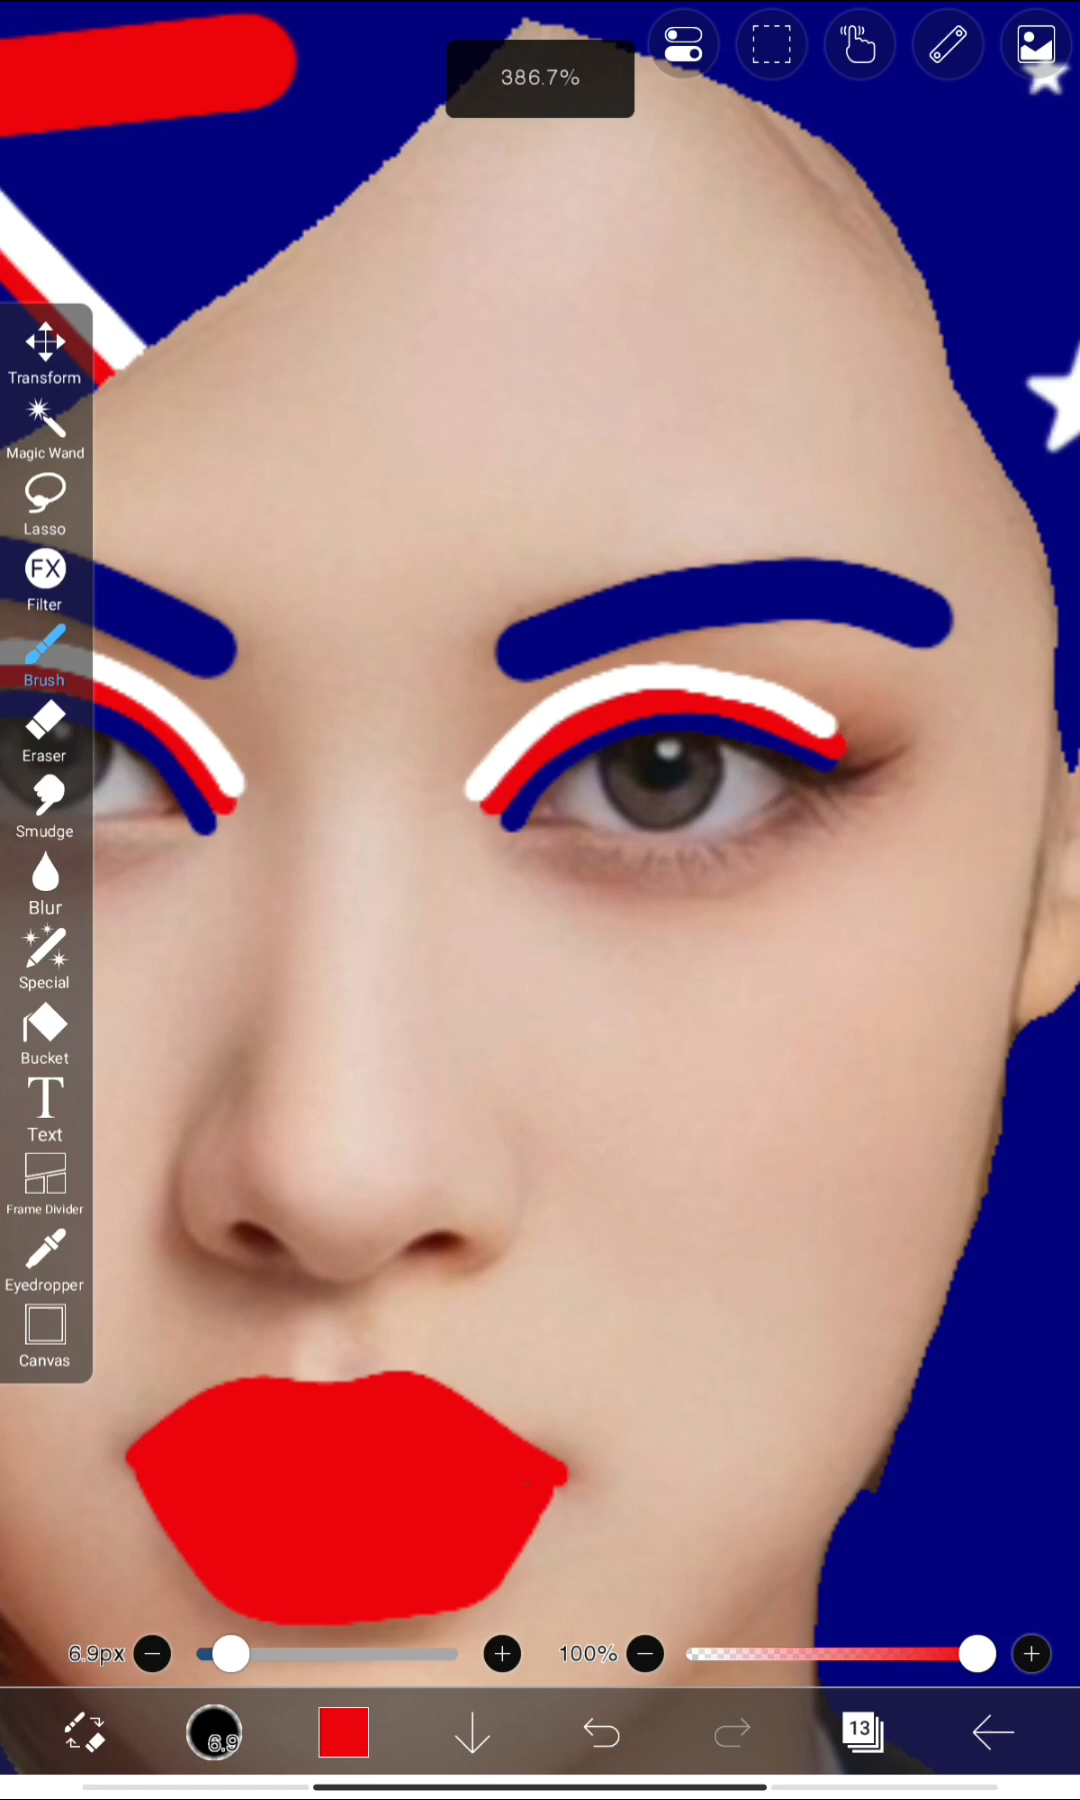 386.7%
Transform
Magic Wand
Lasso
FX
Filter
Brush
Eraser
Smudge
Blur
Special
Bucket
T
Text
Frame Divider
Eyedropper
Canvas
6.9px
100%
6.9
13